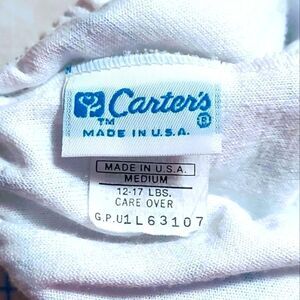 Carter's ®
TM
MADE IN U.S.A.
MADE IN U.S.A.
MEDIUM
12-17 LBS.
CARE OVER
G.P.U1L63107